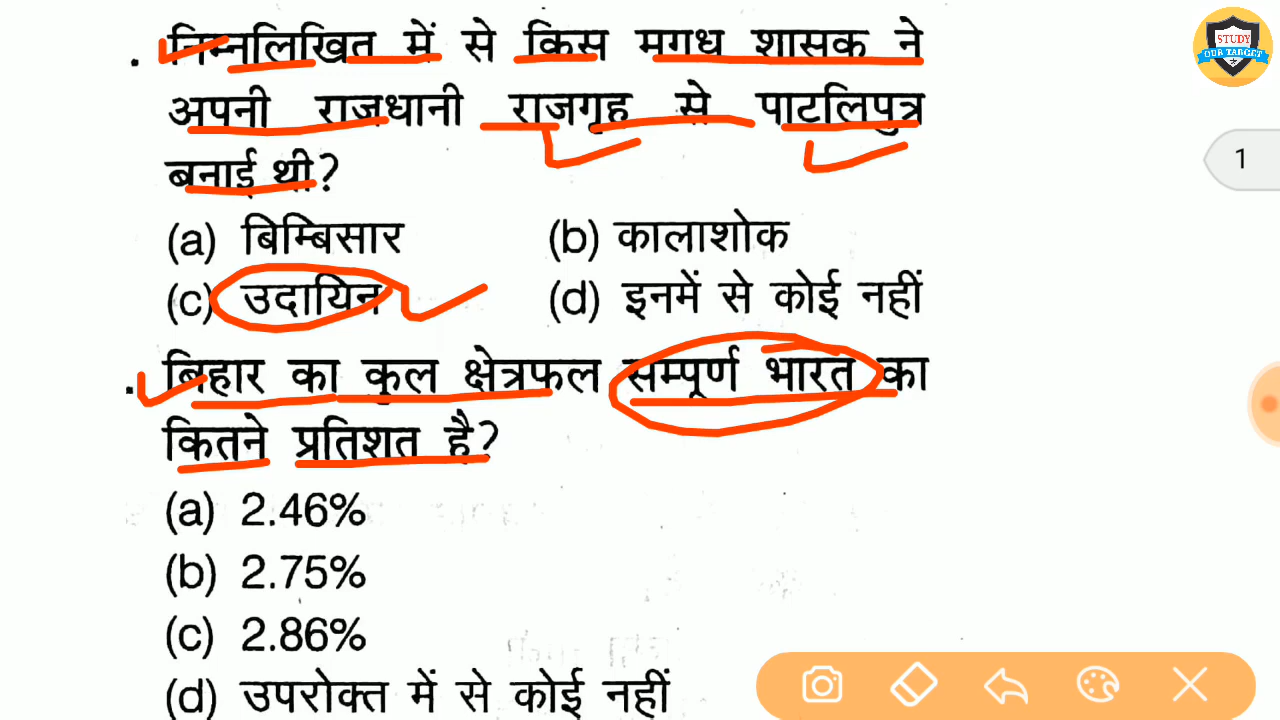 STUDY
OUR TARGET
. निम्नलिखित में से किस मगध शासक ने
अपनी राजधानी राजगृह से पाटलिपुत्र
बनाई थी?
1
(a) बिम्बिसार (b) कालाशोक
(c) उदायिन (d) इनमें से कोई नहीं
. बिहार का कुल क्षेत्रफल सम्पूर्ण भारत का
कितने प्रतिशत है?
(a) 2.46%
(b) 2.75%
(c) 2.86%
(d) उपरोक्त में से कोई नहीं